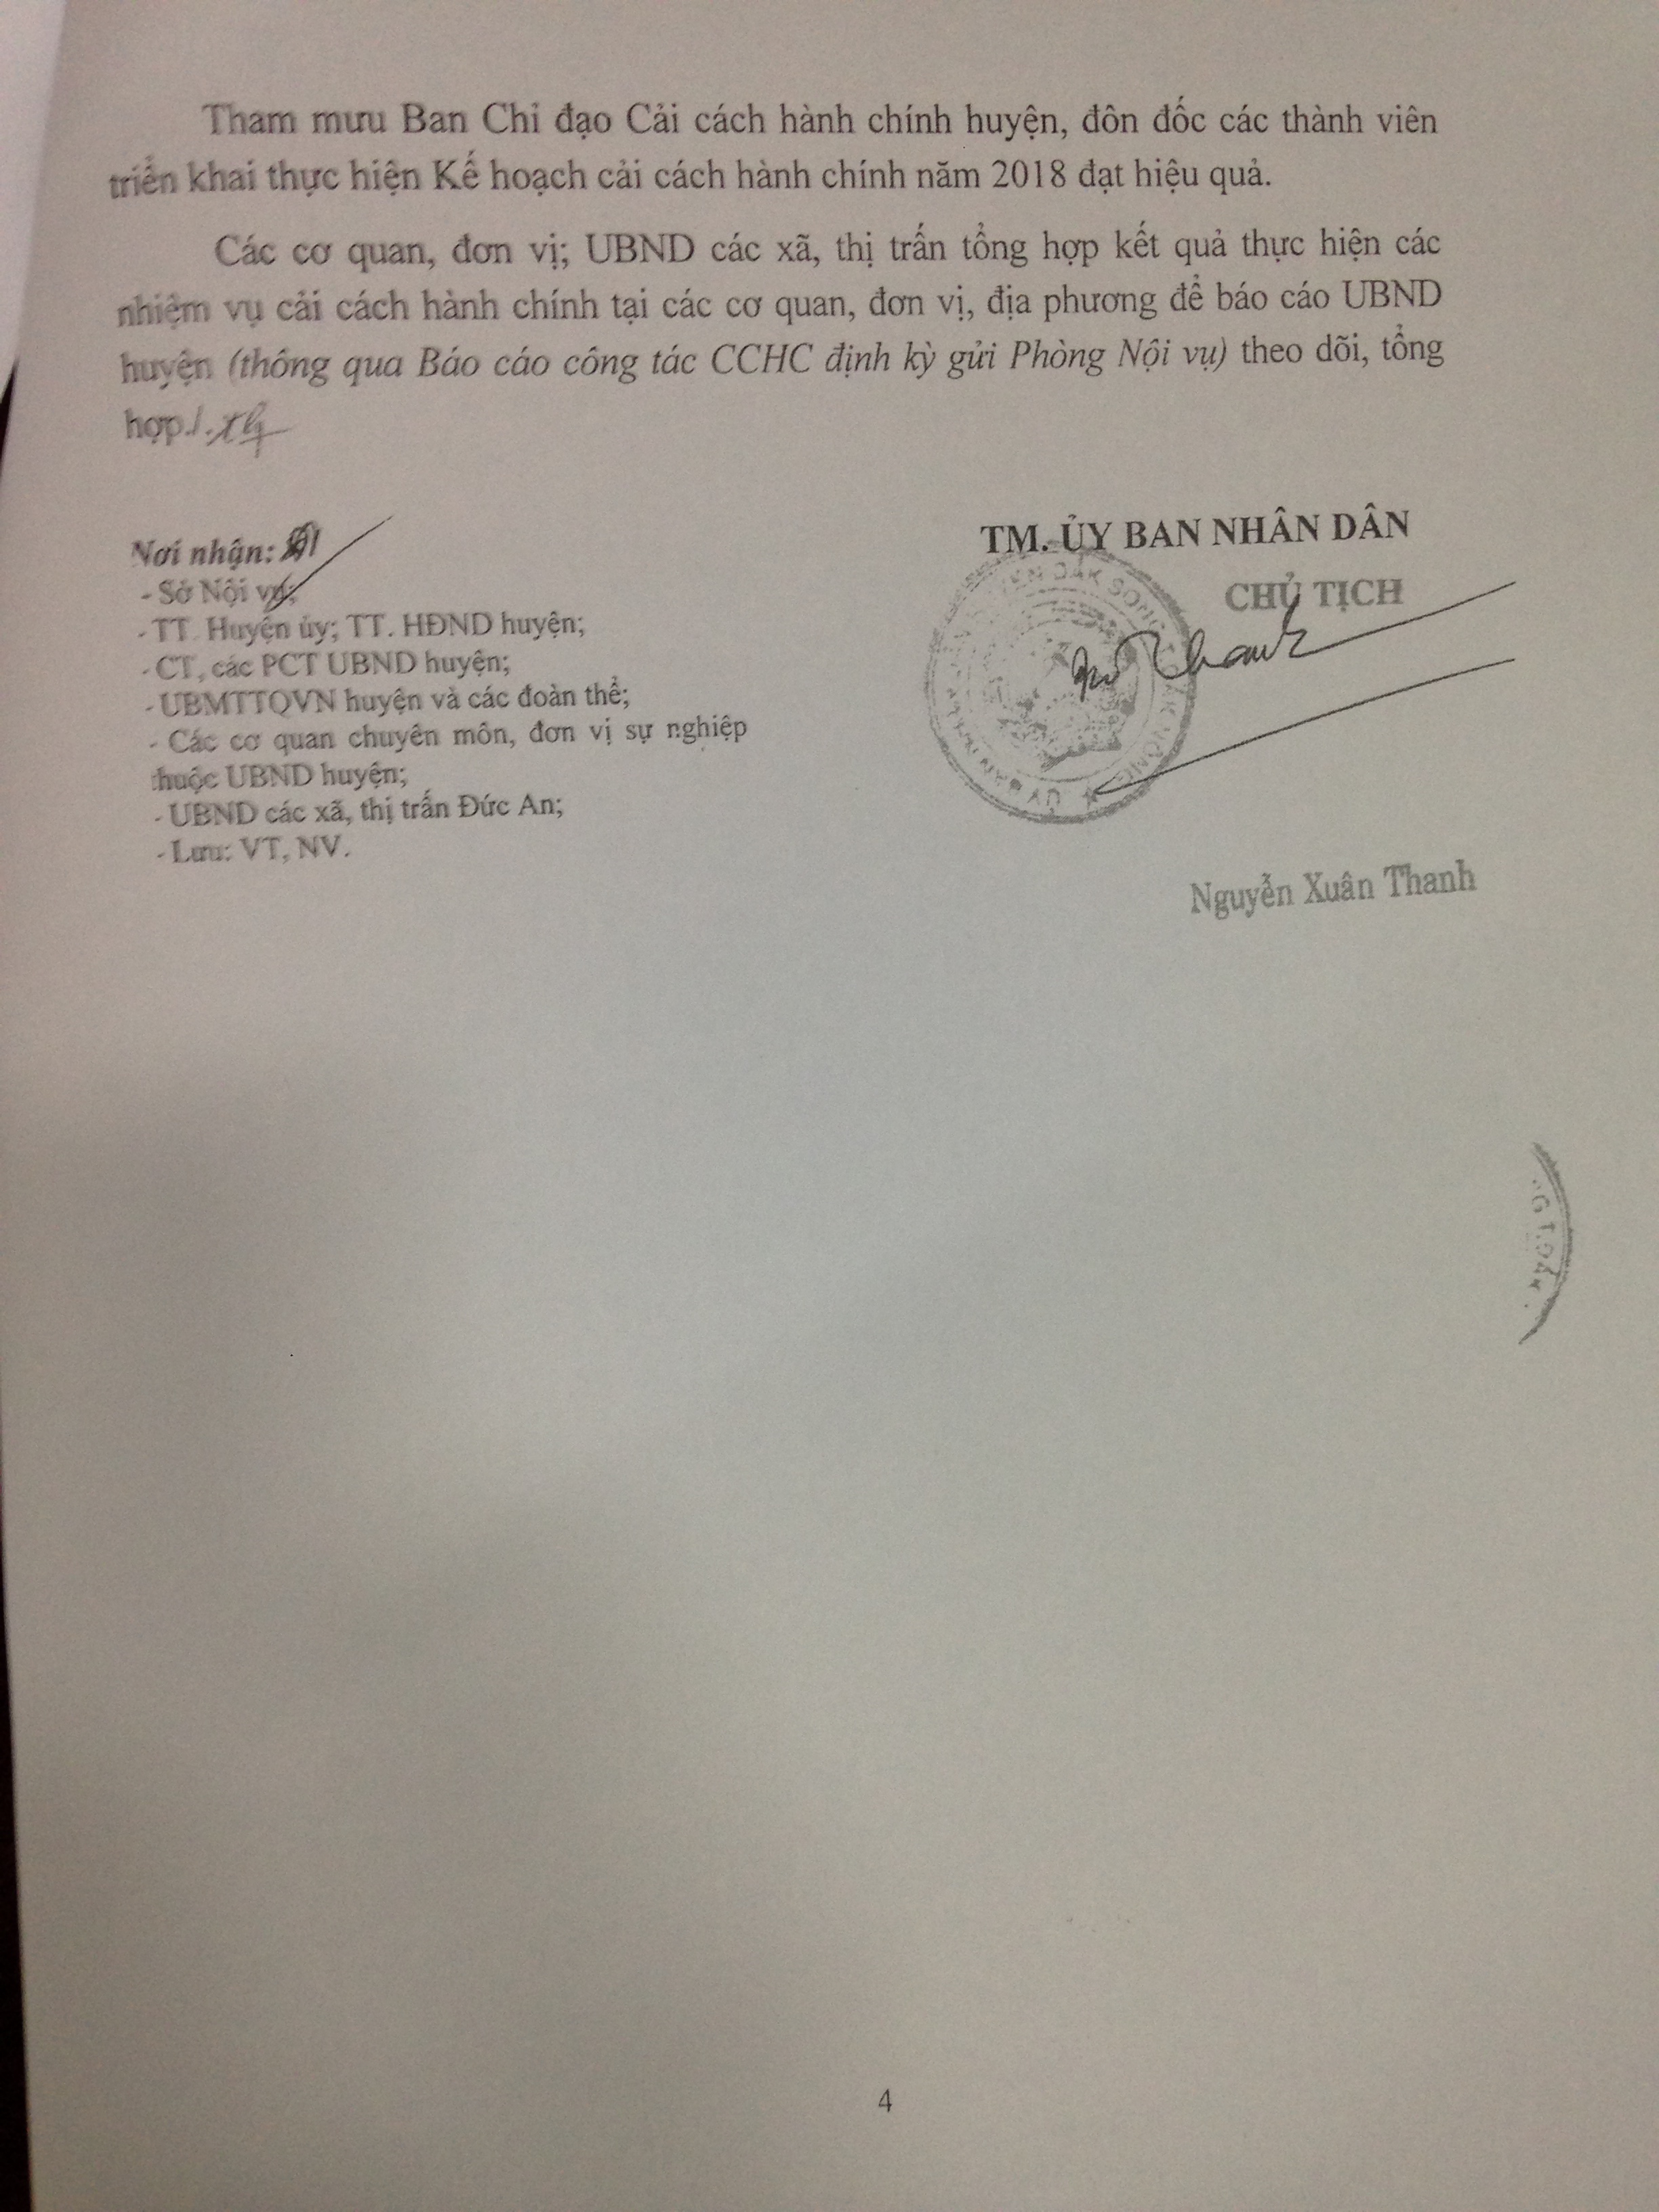 Tham mưu Ban Chỉ đạo Cải cách hành chính huyện, đôn đốc các thành viên
triển khai thực hiện Kế hoạch cải cách hành chính năm 2018 đạt hiệu quả.
Các cơ quan, đơn vị; UBND các xã, thị trấn tổng hợp kết quả thực hiện các
nhiệm vụ cải cách hành chính tại các cơ quan, đơn vị, địa phương để báo cáo UBND
huyện (thông qua Báo cáo công tác CCHC định kỳ gửi Phòng Nội vụ) theo dõi, tổng
hợp./.
Nơi nhận:
- Sở Nội vụ;
- TT. Huyện ủy; TT. HĐND huyện;
- CT, các PCT UBND huyện;
- UBMTTQVN huyện và các đoàn thể;
- Các cơ quan chuyên môn, đơn vị sự nghiệp
thuộc UBND huyện;
- UBND các xã, thị trấn Đức An;
- Lưu: VT, NV.
TM. ỦY BAN NHÂN DÂN
CHỦ TỊCH
Nguyễn Xuân Thanh
4